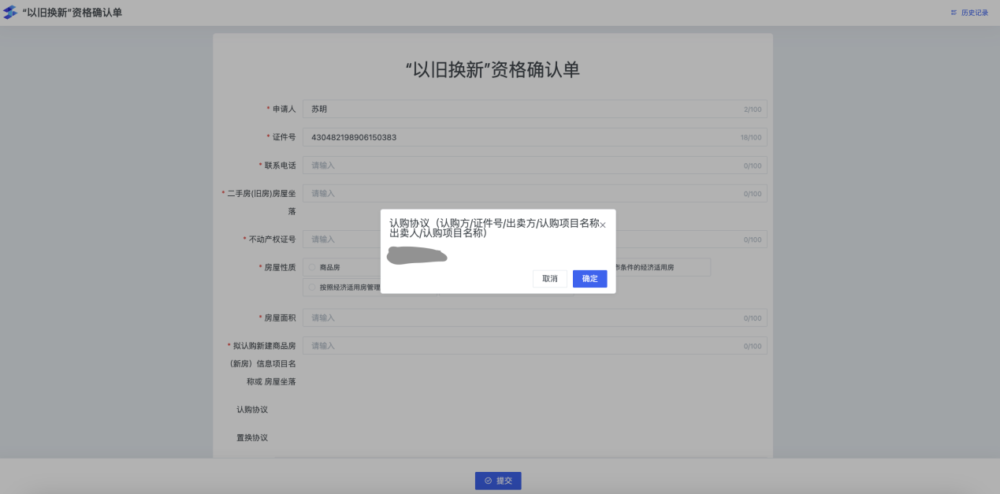 “以旧换新”资格确认单
历史记录
“以旧换新”资格确认单
* 申请人 苏明 2/100
* 证件号 430482198906150383 18/100
* 联系电话 请输入 0/100
* 二手房(旧房)房屋坐落 请输入 0/100
* 不动产权证号 请输入 0/100
* 房屋性质 商品房
市条件的经济适用房
按照经济适用房管理
认购协议（认购方/证件号/出卖方/认购项目名称
出卖人/认购项目名称）
取消 确定
* 房屋面积 请输入 0/100
* 拟认购新建商品房 请输入 0/100
（新房）信息项目名
称或 房屋坐落
认购协议
置换协议
提交